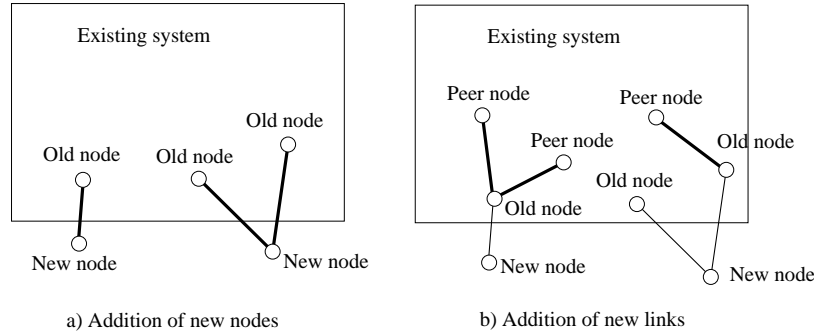 Existing system
Old node
Old node
Old node
New node
New node
a) Addition of new nodes
Existing system
Peer node
Peer node
Peer node
Old node
Old node
Old node
New node
New node
b) Addition of new links